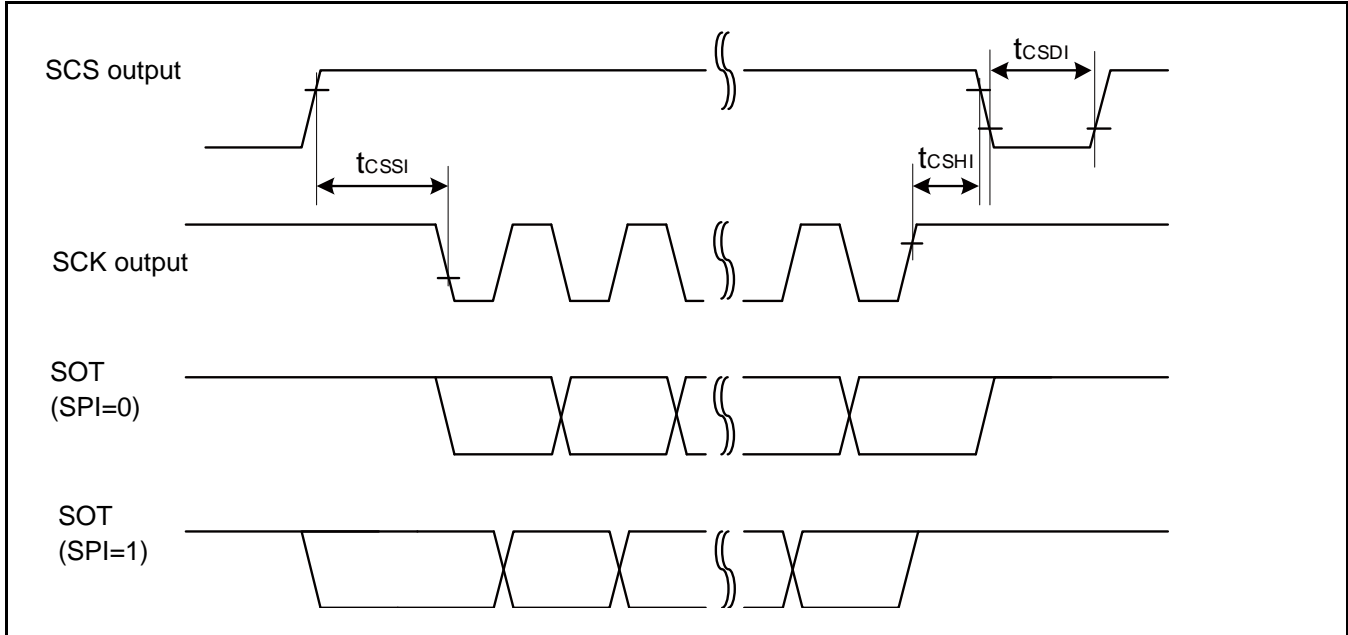 SCS output
tCSDI
tCSSI
tCSHI
SCK output
SOT
(SPI=0)
SOT
(SPI=1)